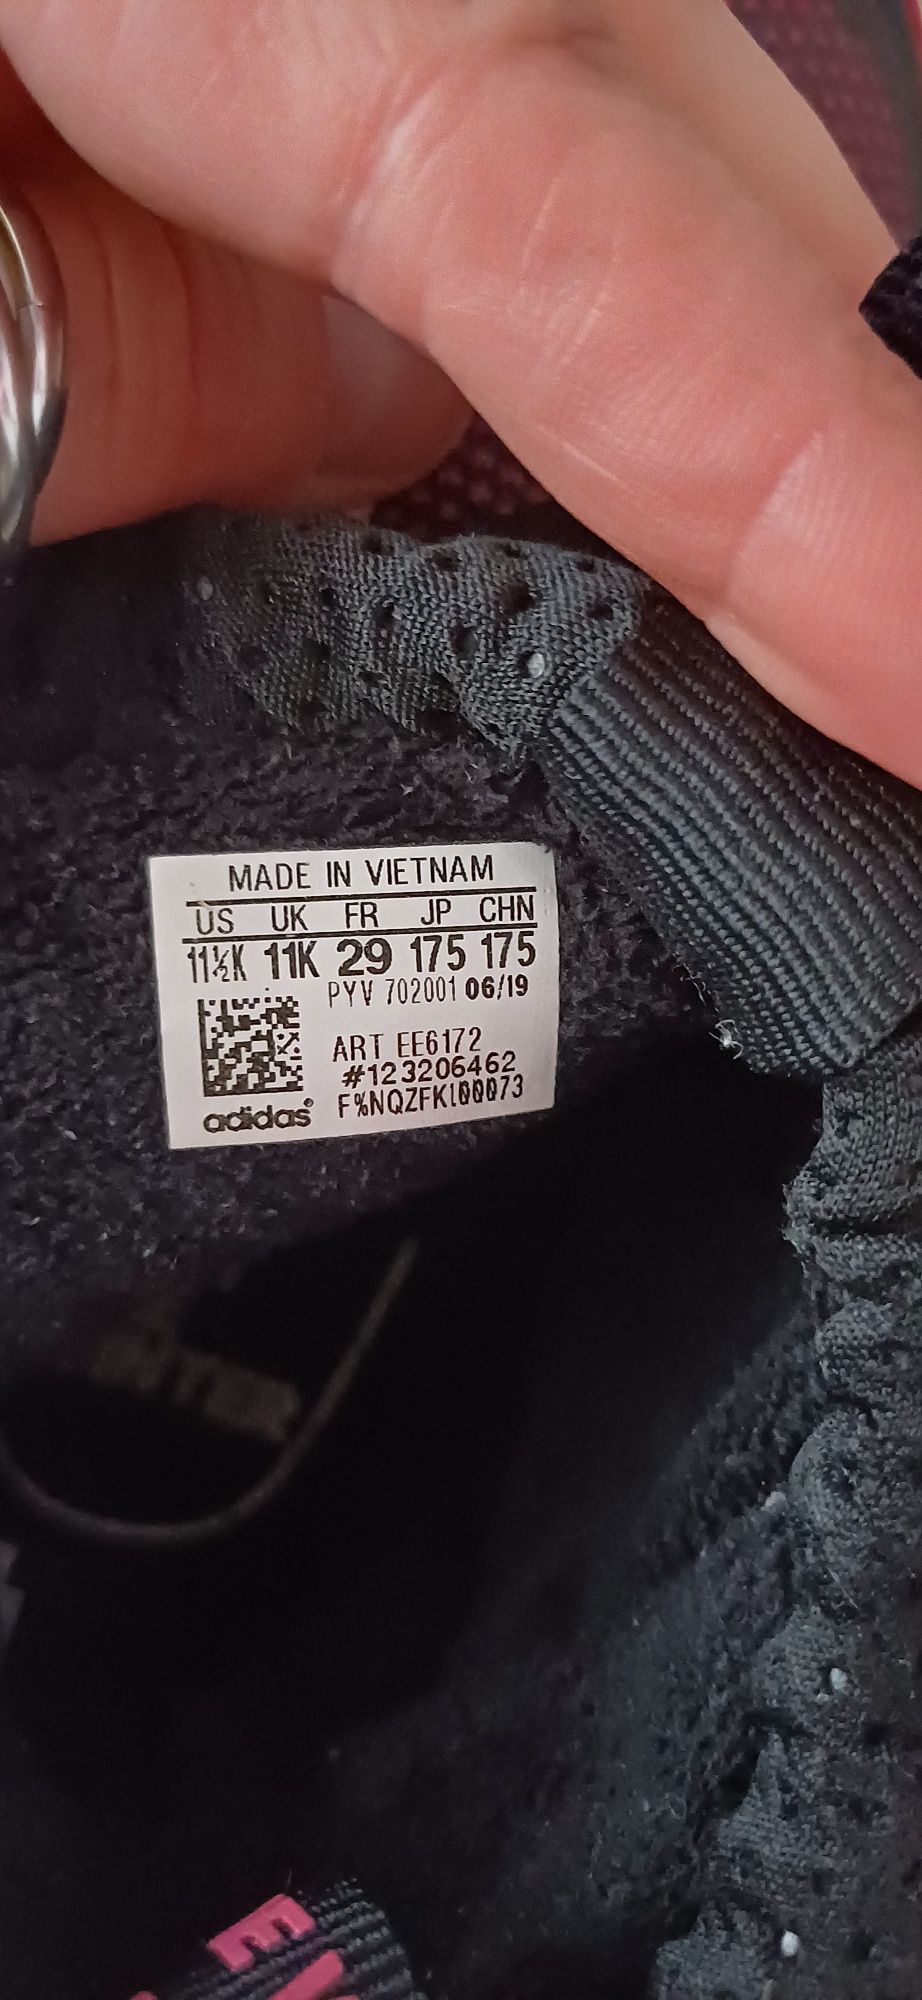 MADE IN VIETNAM
US UK FR JP CHN
11½K 11K 29 175 175
PYV 702001 06/19
ART EE6172
#123206462
F%NQZFK100073
adidas®
E